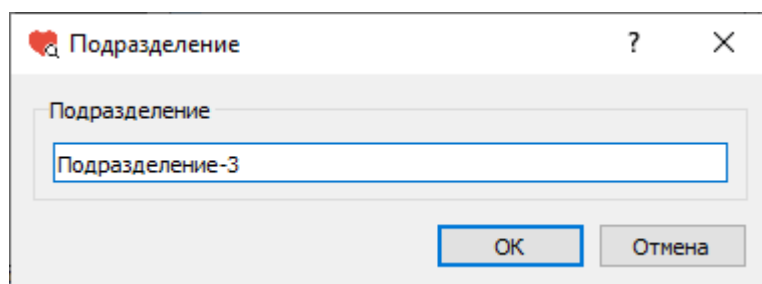 Подразделение
?
Подразделение
Подразделение-3
OK
Отмена